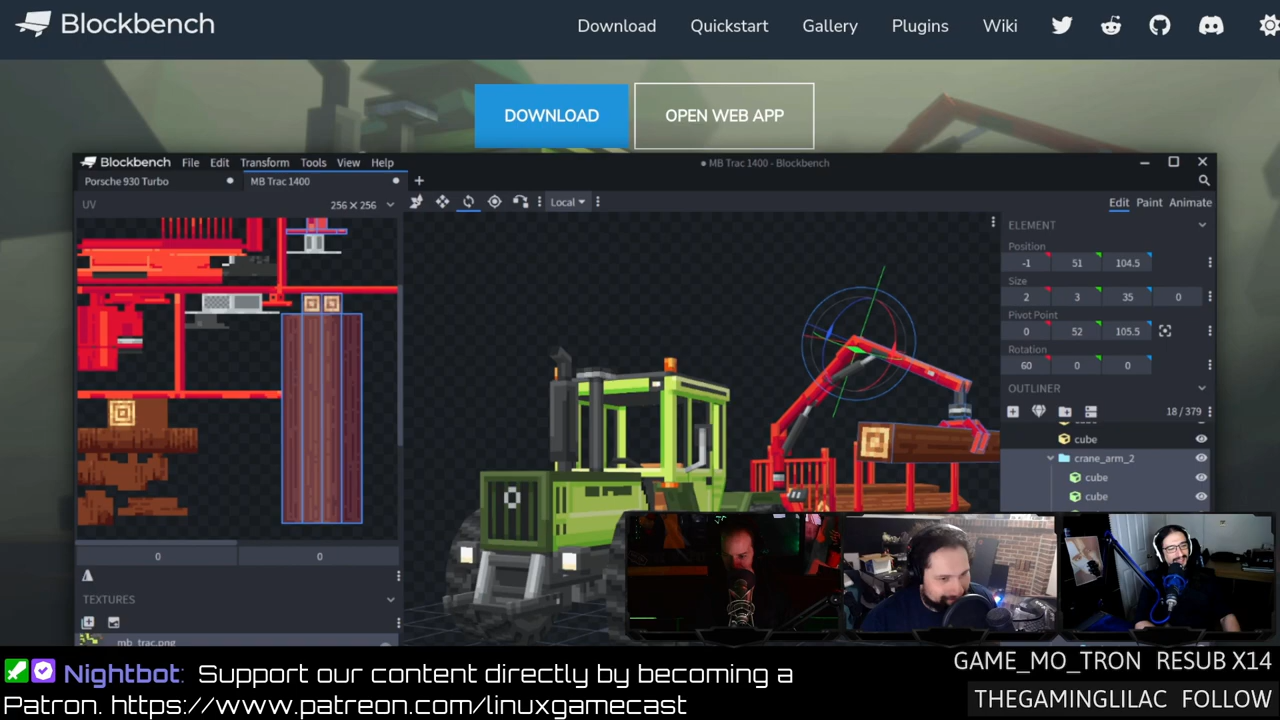 Blockbench
Download Quickstart Gallery Plugins Wiki
DOWNLOAD OPEN WEB APP
Blockbench File Edit Transform Tools View Help
MB Trac 1400 - Blockbench
Porsche 930 Turbo
MB Trac 1400
UV 256 × 256
Local
Edit Paint Animate
ELEMENT
Position
-1 51 104.5
Size
2 3 35 0
Pivot Point
0 52 105.5
Rotation
60 0 0
OUTLINER
18 / 379
cube
crane_arm_2
cube
cube
0 0
TEXTURES
mb_trac.png
Nightbot: Support our content directly by becoming a
Patron. https://www.patreon.com/linuxgamecast
GAME_MO_TRON RESUB X14
THEGAMINGLILAC FOLLOW